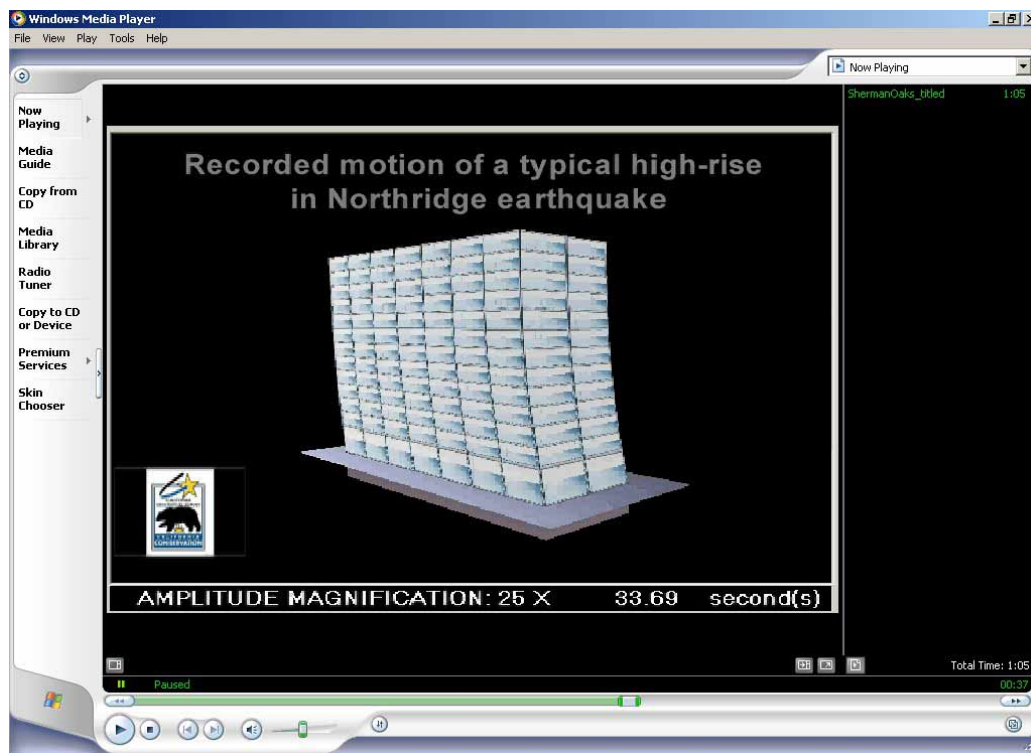 Windows Media Player
File View Play Tools Help
Now Playing
ShermanOaks_titled 1:05
Now
Playing
Media
Guide
Copy from
CD
Media
Library
Radio
Tuner
Copy to CD
or Device
Premium
Services
Skin
Chooser
Recorded motion of a typical high-rise
in Northridge earthquake
CALIFORNIA
CONSERVATION
AMPLITUDE MAGNIFICATION: 25 X 33.69 second(s)
Total Time: 1:05
Paused 00:37